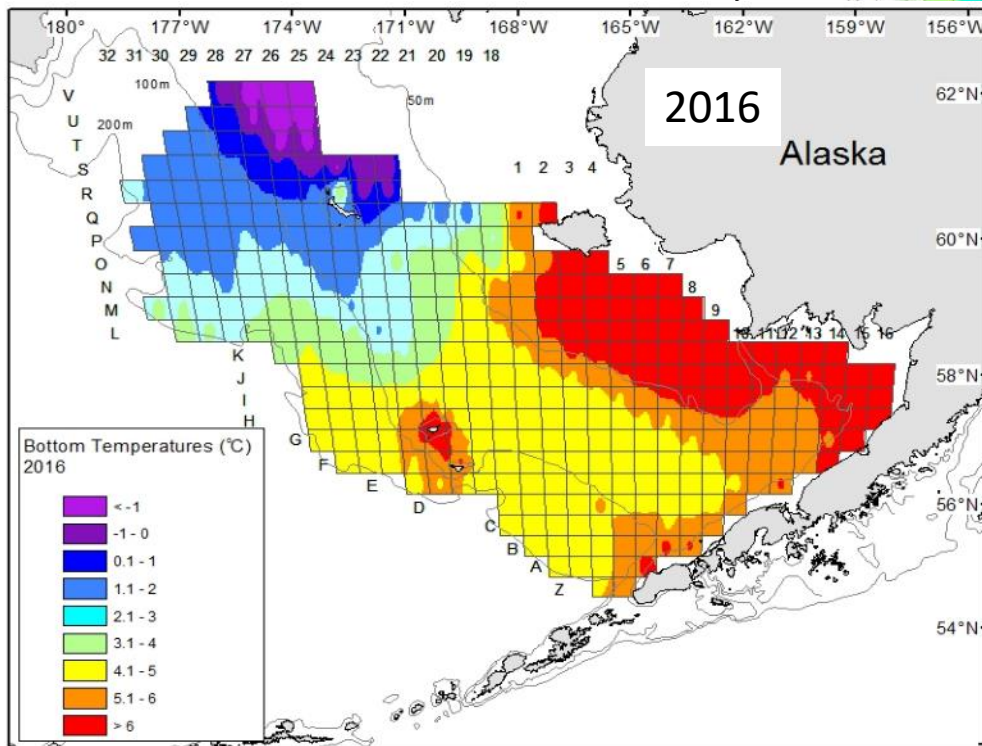 180° 177°W 174°W 171°W 168°W 165°W 162°W 159°W 156°W
32 31 30 29 28 27 26 25 24 23 22 21 20 19 18
100m
50m
200m
62°N
2016
Alaska
V
U
T
S
R
Q
P
O
N
M
L
1 2 3 4
60°N
5 6 7
8
9
10 11 12 13 14 15 16
K
J
I
H
58°N
G
F
E
D
C
B
A
Z
56°N
54°N
Bottom Temperatures (°C)
2016
< -1
-1 - 0
0.1 - 1
1.1 - 2
2.1 - 3
3.1 - 4
4.1 - 5
5.1 - 6
> 6